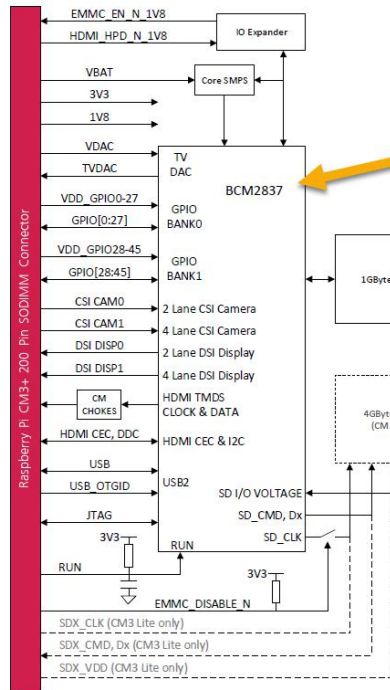 EMMC_EN_N_1V8
HDMI_HPD_N_1V8
IO Expander
VBAT
Core SMPS
3V3
1V8
VDAC
TVDAC
TV
DAC
BCM2837
VDD_GPIO0-27
GPIO[0:27]
GPIO
BANK0
VDD_GPIO28-45
GPIO[28:45]
GPIO
BANK1
1GByte
CSI CAM0
2 Lane CSI Camera
CSI CAM1
4 Lane CSI Camera
DSI DISP0
2 Lane DSI Display
DSI DISP1
4 Lane DSI Display
CM
CHOKES
HDMI TMDS
CLOCK & DATA
4GByte
(CM
HDMI CEC, DDC
HDMI CEC & I2C
USB
USB_OTGID
USB2
SD I/O VOLTAGE
JTAG
SD_CMD, Dx
SD_CLK
3V3
RUN
RUN
3V3
EMMC_DISABLE_N
SDX_CLK (CM3 Lite only)
SDX_CMD, Dx (CM3 Lite only)
SDX_VDD (CM3 Lite only)
Raspberry Pi CM3+ 200 Pin SODIMM Connector